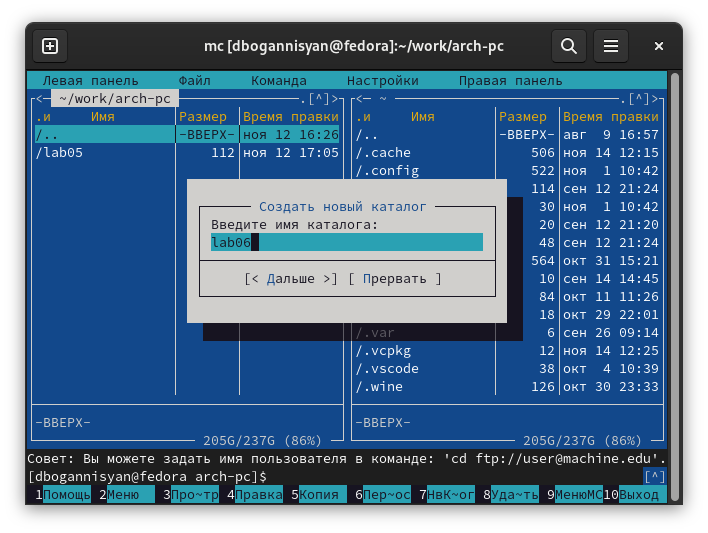 mc [dbogannisyan@fedora]:~/work/arch-pc
Левая панель Файл Команда Настройки Правая панель
<─ ~/work/arch-pc .[^]>
.и Имя Размер Время правки
/.. -ВВЕРХ- ноя 12 16:26
/lab05 112 ноя 12 17:05
-ВВЕРХ-
205G/237G (86%)
<─ ~ .[^]>
.и Имя Размер Время правки
/.. -ВВЕРХ- авг 9 16:57
/.cache 506 ноя 14 12:15
/.config 522 ноя 1 10:42
114 сен 12 21:24
30 ноя 1 10:42
20 сен 12 21:20
48 сен 12 21:24
564 окт 31 15:21
10 сен 14 14:45
84 окт 11 11:26
18 окт 29 22:01
/.var 6 сен 26 09:14
/.vcpkg 12 ноя 14 12:25
/.vscode 38 окт 4 10:39
/.wine 126 окт 30 23:33
-ВВЕРХ-
205G/237G (86%)
Создать новый каталог
Введите имя каталога:
lab06
[< Дальше >] [ Прервать ]
Совет: Вы можете задать имя пользователя в команде: 'cd ftp://user@machine.edu'.
[dbogannisyan@fedora arch-pc]$ [^]
1Помощь 2Меню 3Про~тр 4Правка 5Копия 6Пер~ос 7НвК~ог 8Уда~ть 9МенюMC 10Выход